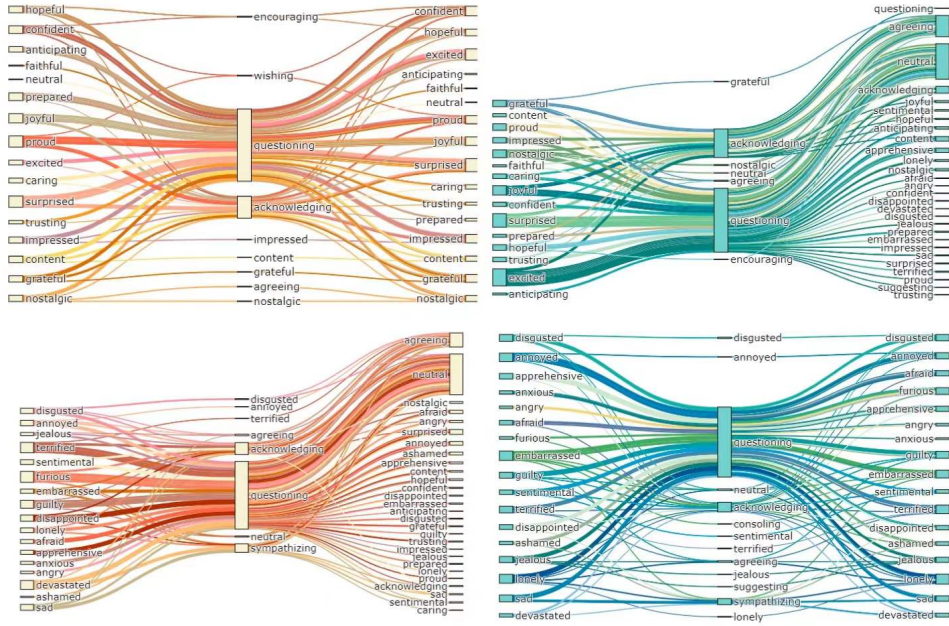 hopeful
confident
anticipating
faithful
neutral
prepared
joyful
proud
excited
caring
surprised
trusting
impressed
content
grateful
nostalgic
encouraging
wishing
questioning
acknowledging
impressed
content
grateful
agreeing
nostalgic
confident
hopeful
excited
anticipating
faithful
neutral
proud
joyful
surprised
caring
trusting
prepared
impressed
content
grateful
nostalgic
grateful
content
proud
impressed
nostalgic
faithful
caring
joyful
confident
surprised
prepared
hopeful
trusting
excited
anticipating
grateful
acknowledging
nostalgic
neutral
agreeing
questioning
encouraging
questioning
agreeing
neutral
acknowledging
joyful
sentimental
hopeful
anticipating
content
apprehensive
lonely
nostalgic
afraid
angry
confident
disappointed
devastated
disgusted
jealous
prepared
embarrassed
impressed
sad
surprised
terrified
proud
suggesting
trusting
disgusted
annoyed
jealous
terrified
sentimental
furious
embarrassed
guilty
disappointed
lonely
afraid
apprehensive
anxious
angry
devastated
ashamed
sad
disgusted
annoyed
terrified
agreeing
acknowledging
questioning
neutral
sympathizing
agreeing
neutral
nostalgic
afraid
angry
surprised
annoyed
ashamed
apprehensive
content
hopeful
confident
disappointed
embarrassed
anticipating
disgusted
grateful
guilty
trusting
impressed
jealous
prepared
lonely
proud
acknowledging
sad
sentimental
caring
disgusted
annoyed
apprehensive
anxious
angry
afraid
furious
embarrassed
guilty
sentimental
terrified
disappointed
ashamed
jealous
lonely
sad
devastated
disgusted
annoyed
questioning
neutral
acknowledging
consoling
sentimental
terrified
agreeing
jealous
suggesting
sympathizing
lonely
disgusted
annoyed
afraid
furious
apprehensive
angry
anxious
guilty
embarrassed
sentimental
terrified
disappointed
ashamed
jealous
lonely
sad
devastated